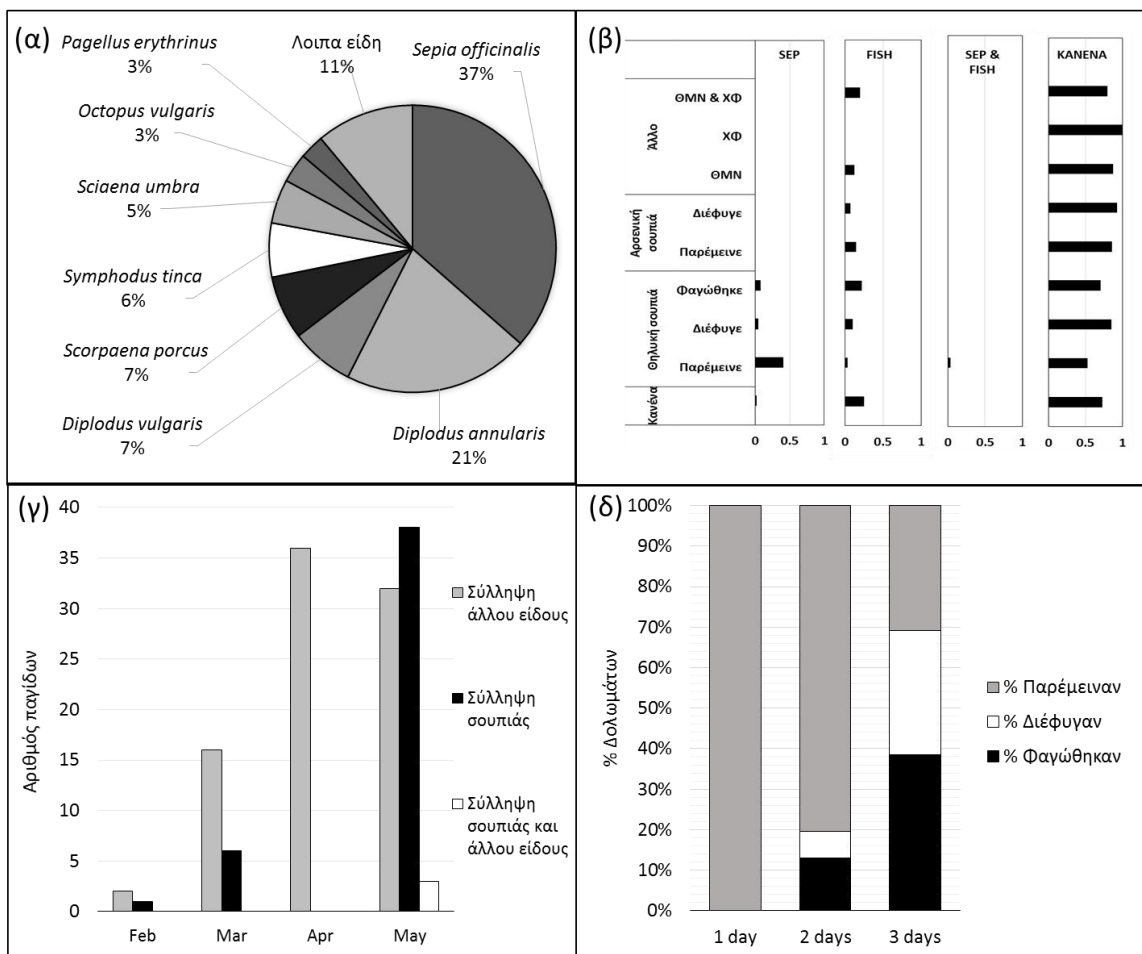 (α)
Pagellus erythrinus
3%
Λοιπα είδη
11%
Sepia officinalis
37%
Octopus vulgaris
3%
Sciaena umbra
5%
Symphodus tinca
6%
Scorpaena porcus
7%
Diplodus vulgaris
7%
Diplodus annularis
21%
(β)
SEP
FISH
SEP &
FISH
ΚΑΝΕΝΑ
Άλλο
ΘΜΝ & ΧΦ
ΧΦ
ΘΜΝ
Αρσενική
σουπιά
Διέφυγε
Παρέμεινε
Θηλυκή σουπιά
Φαγώθηκε
Διέφυγε
Παρέμεινε
Κανένα
0 0.5 1
0 0.5 1
0 0.5 1
0 0.5 1
(γ)
Αριθμός παγίδων
40
35
30
25
20
15
10
5
0
Feb Mar Apr May
Σύλληψη
άλλου είδους
Σύλληψη
σουπιάς
Σύλληψη
σουπιάς και
άλλου είδους
(δ)
% Δολωμάτων
100%
90%
80%
70%
60%
50%
40%
30%
20%
10%
0%
1 day 2 days 3 days
% Παρέμειναν
% Διέφυγαν
% Φαγώθηκαν